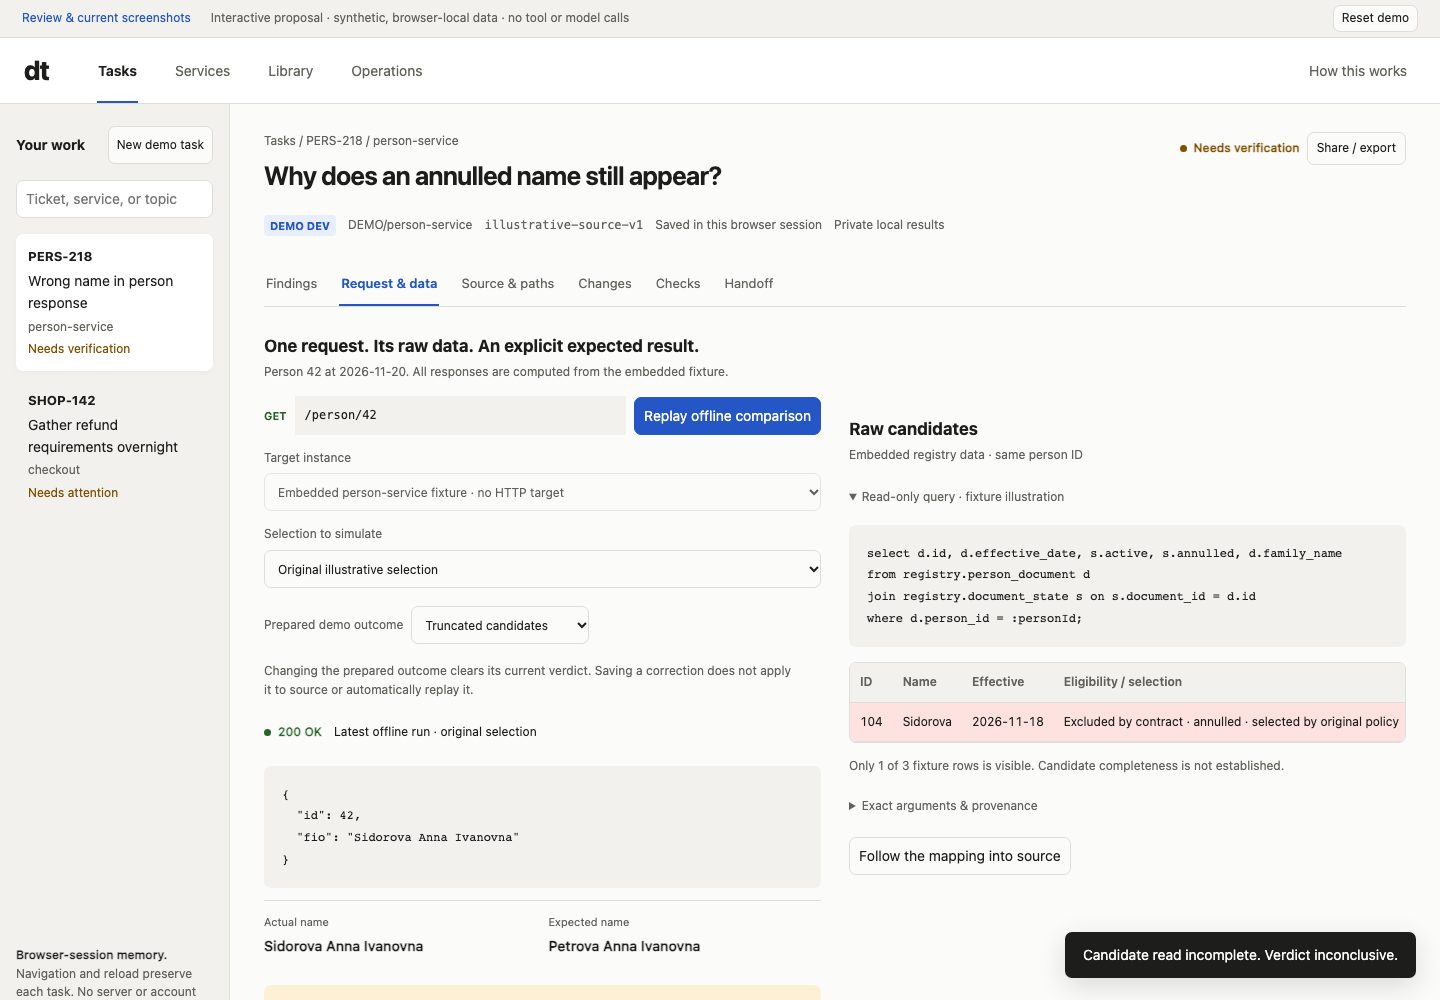 Review & current screenshots
Interactive proposal · synthetic, browser-local data · no tool or model calls
Reset demo
dt
Tasks
Services
Library
Operations
How this works
Your work
New demo task
Ticket, service, or topic
PERS-218
Wrong name in person
response
person-service
Needs verification
SHOP-142
Gather refund
requirements overnight
checkout
Needs attention
Browser-session memory.
Navigation and reload preserve
each task. No server or account
Tasks / PERS-218 / person-service
Needs verification
Share / export
Why does an annulled name still appear?
DEMO DEV
DEMO/person-service
illustrative-source-v1
Saved in this browser session
Private local results
Findings
Request & data
Source & paths
Changes
Checks
Handoff
One request. Its raw data. An explicit expected result.
Person 42 at 2026-11-20. All responses are computed from the embedded fixture.
GET
/person/42
Replay offline comparison
Target instance
Embedded person-service fixture · no HTTP target
Selection to simulate
Original illustrative selection
Prepared demo outcome
Truncated candidates
Changing the prepared outcome clears its current verdict. Saving a correction does not apply
it to source or automatically replay it.
200 OK
Latest offline run · original selection
{
"id": 42,
"fio": "Sidorova Anna Ivanovna"
}
Actual name
Sidorova Anna Ivanovna
Expected name
Petrova Anna Ivanovna
Raw candidates
Embedded registry data · same person ID
Read-only query · fixture illustration
select d.id, d.effective_date, s.active, s.annulled, d.family_name
from registry.person_document d
join registry.document_state s on s.document_id = d.id
where d.person_id = :personId;
ID Name Effective Eligibility / selection
104 Sidorova 2026-11-18 Excluded by contract · annulled · selected by original policy
Only 1 of 3 fixture rows is visible. Candidate completeness is not established.
Exact arguments & provenance
Follow the mapping into source
Candidate read incomplete. Verdict inconclusive.